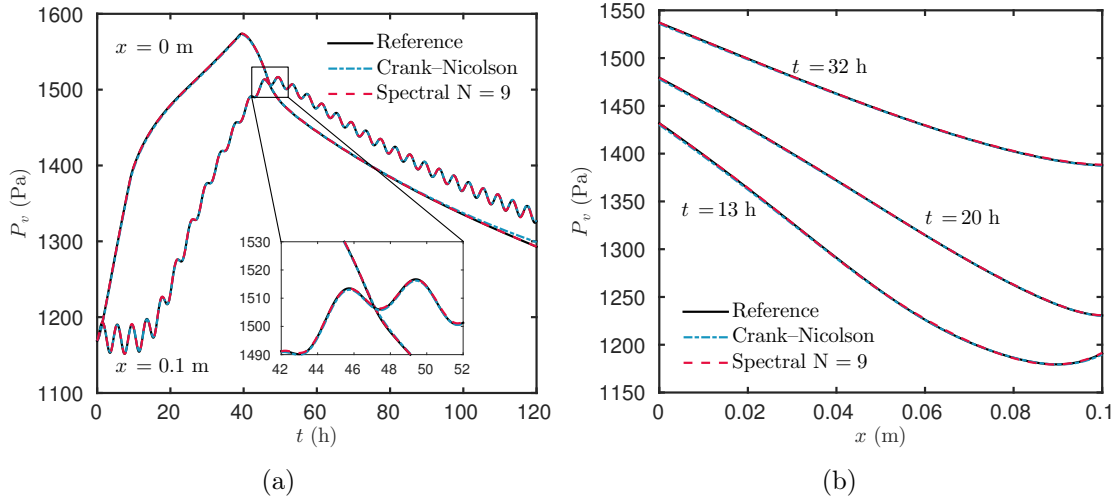 1600
1500
1400
1300
1200
1100
P_v (Pa)
x = 0 m
Reference
Crank–Nicolson
Spectral N = 9
x = 0.1 m
1530
1520
1510
1500
1490
42 44 46 48 50 52
0 20 40 60 80 100 120
t (h)
(a)
1550
1500
1450
1400
1350
1300
1250
1200
1150
P_v (Pa)
t = 32 h
t = 20 h
t = 13 h
Reference
Crank–Nicolson
Spectral N = 9
0 0.02 0.04 0.06 0.08 0.1
x (m)
(b)